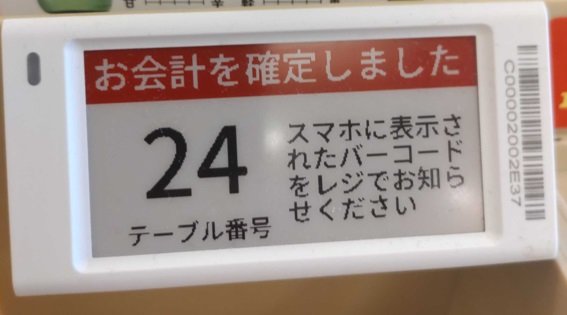 お会計を確定しました
24
テーブル番号
スマホに表示さ
れたバーコード
をレジでお知ら
せください
C00002002E37